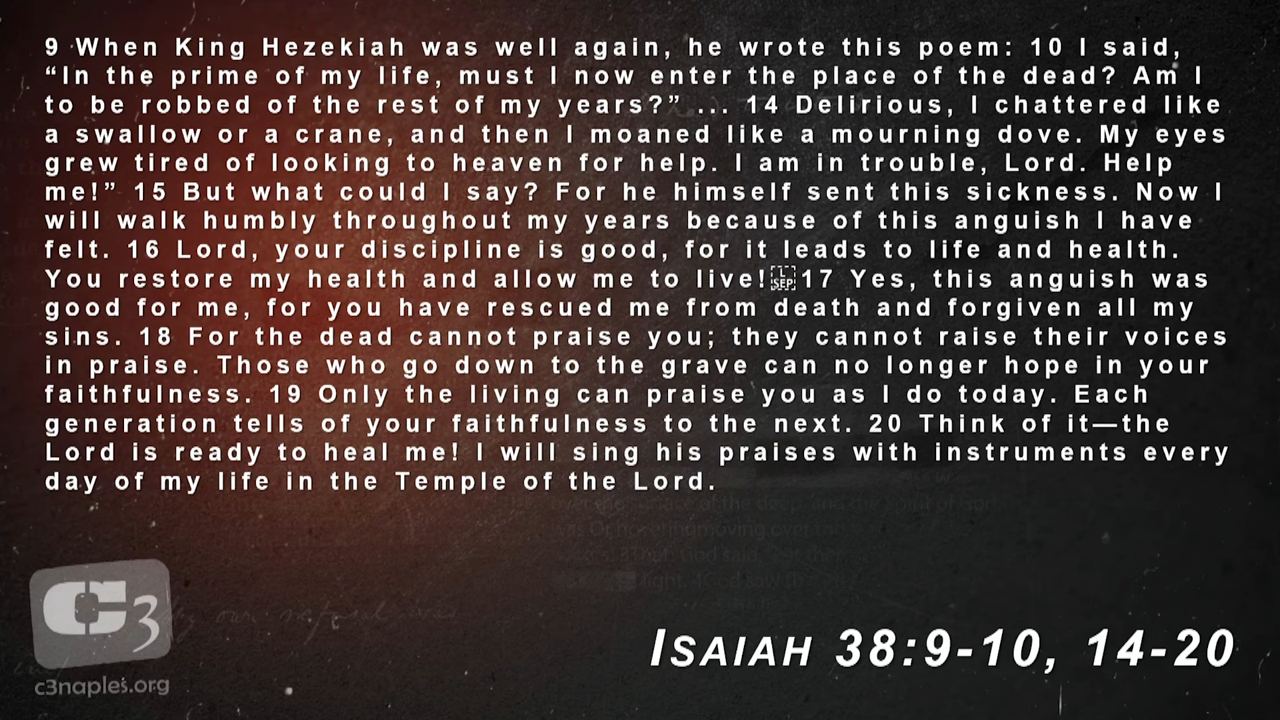 9 When King Hezekiah was well again, he wrote this poem: 10 I said,
“In the prime of my life, must I now enter the place of the dead? Am I
to be robbed of the rest of my years?” ... 14 Delirious, I chattered like
a swallow or a crane, and then I moaned like a mourning dove. My eyes
grew tired of looking to heaven for help. I am in trouble, Lord. Help
me!” 15 But what could I say? For he himself sent this sickness. Now I
will walk humbly throughout my years because of this anguish I have
felt. 16 Lord, your discipline is good, for it leads to life and health.
You restore my health and allow me to live! L SEP 17 Yes, this anguish was
good for me, for you have rescued me from death and forgiven all my
sins. 18 For the dead cannot praise you; they cannot raise their voices
in praise. Those who go down to the grave can no longer hope in your
faithfulness. 19 Only the living can praise you as I do today. Each
generation tells of your faithfulness to the next. 20 Think of it—the
Lord is ready to heal me! I will sing his praises with instruments every
day of my life in the Temple of the Lord.
C3
c3naples.org
Isaiah 38:9-10, 14-20